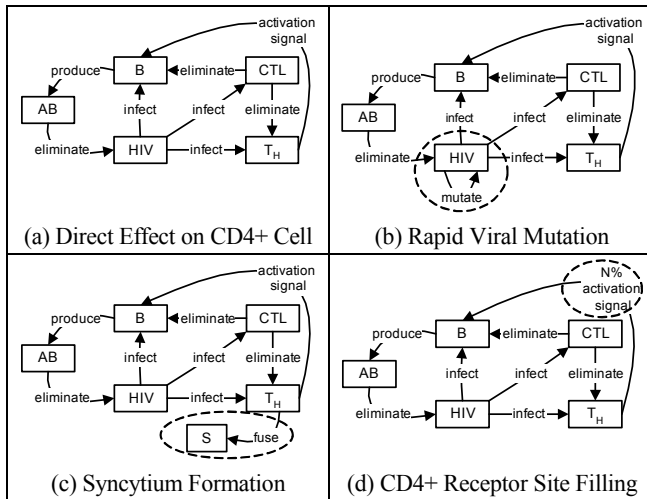 activation
signal
produce
B
eliminate
CTL
AB
infect
infect
eliminate
eliminate
HIV
infect
TH
(a) Direct Effect on CD4+ Cell
activation
signal
produce
B
eliminate
CTL
AB
infect
infect
eliminate
eliminate
HIV
infect
TH
mutate
(b) Rapid Viral Mutation
activation
signal
produce
B
eliminate
CTL
AB
infect
infect
eliminate
eliminate
HIV
infect
TH
S
fuse
(c) Syncytium Formation
N%
activation
signal
produce
B
eliminate
CTL
AB
infect
infect
eliminate
eliminate
HIV
infect
TH
(d) CD4+ Receptor Site Filling